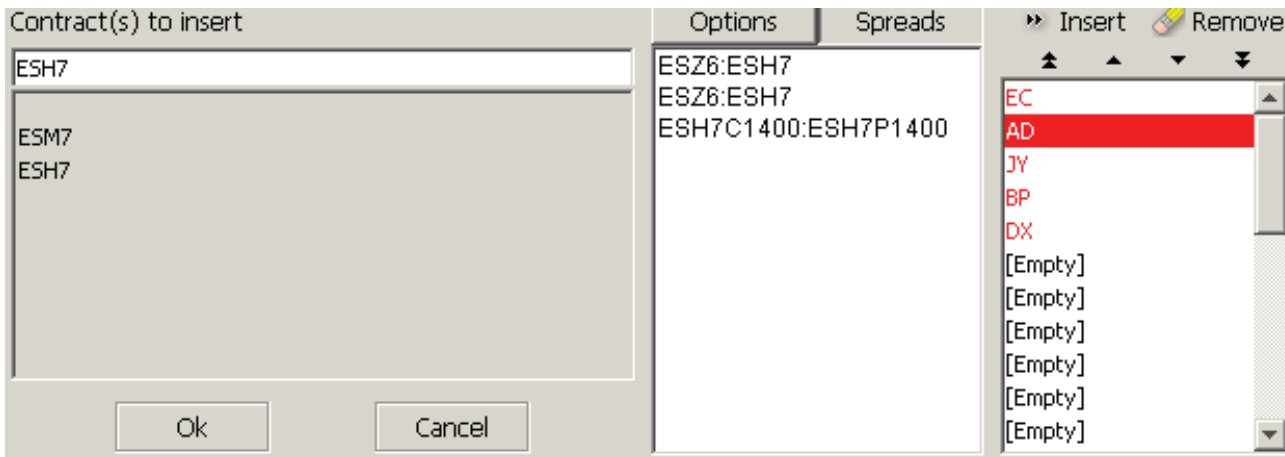 Contract(s) to insert
ESH7
ESM7
ESH7
Ok
Cancel
Options
Spreads
ESZ6:ESH7
ESZ6:ESH7
ESH7C1400:ESH7P1400
Insert
Remove
EC
AD
JY
BP
DX
[Empty]
[Empty]
[Empty]
[Empty]
[Empty]
[Empty]